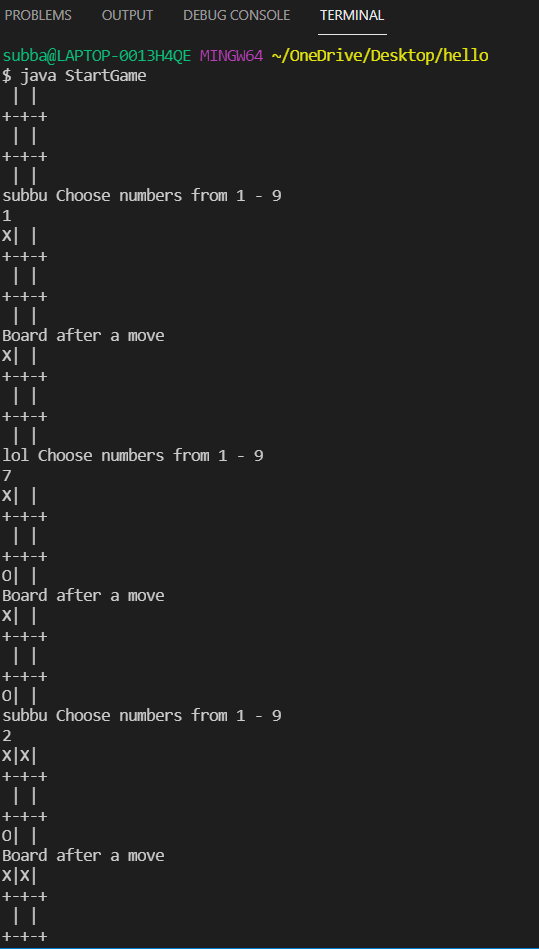 PROBLEMS OUTPUT DEBUG CONSOLE TERMINAL
subba@LAPTOP-0013H4QE MINGW64 ~/OneDrive/Desktop/hello
$ java StartGame
 | |
+-+-+
 | |
+-+-+
 | |
subbu Choose numbers from 1 - 9
1
X| |
+-+-+
 | |
+-+-+
 | |
Board after a move
X| |
+-+-+
 | |
+-+-+
 | |
lol Choose numbers from 1 - 9
7
X| |
+-+-+
 | |
+-+-+
O| |
Board after a move
X| |
+-+-+
 | |
+-+-+
O| |
subbu Choose numbers from 1 - 9
2
X|X|
+-+-+
 | |
+-+-+
O| |
Board after a move
X|X|
+-+-+
 | |
+-+-+